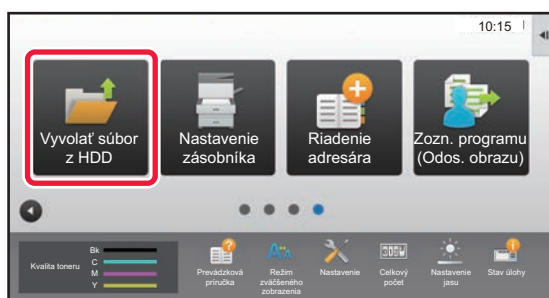 10:15
Vyvolať súbor
z HDD
Nastavenie
zásobníka
Riadenie
adresára
Zozn. programu
(Odos. obrazu)
Kvalita toneru
Bk
C
M
Y
Prevádzková
príručka
Režim
zväčšeného
zobrazenia
Nastavenie
Celkový
počet
Nastavenie
jasu
Stav úlohy